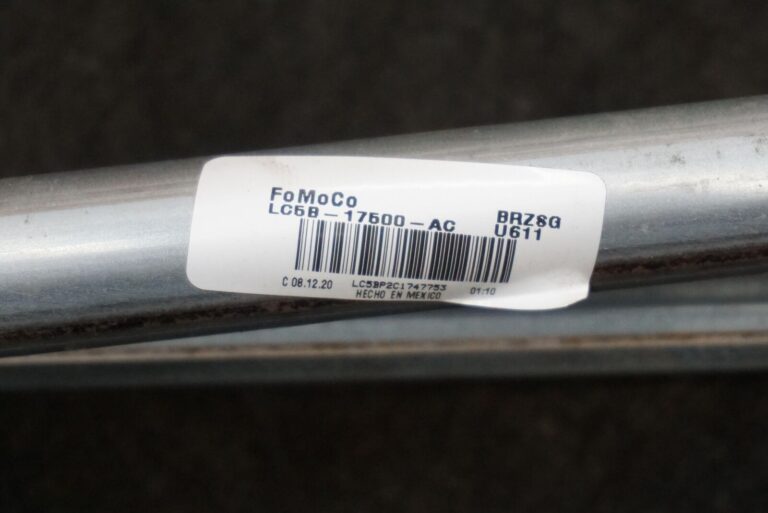 FoMoCo
LC5B-17500-AC BRZ8G
U611
C 08.12.20 LC5BP2C1747753 01:10
HECHO EN MEXICO